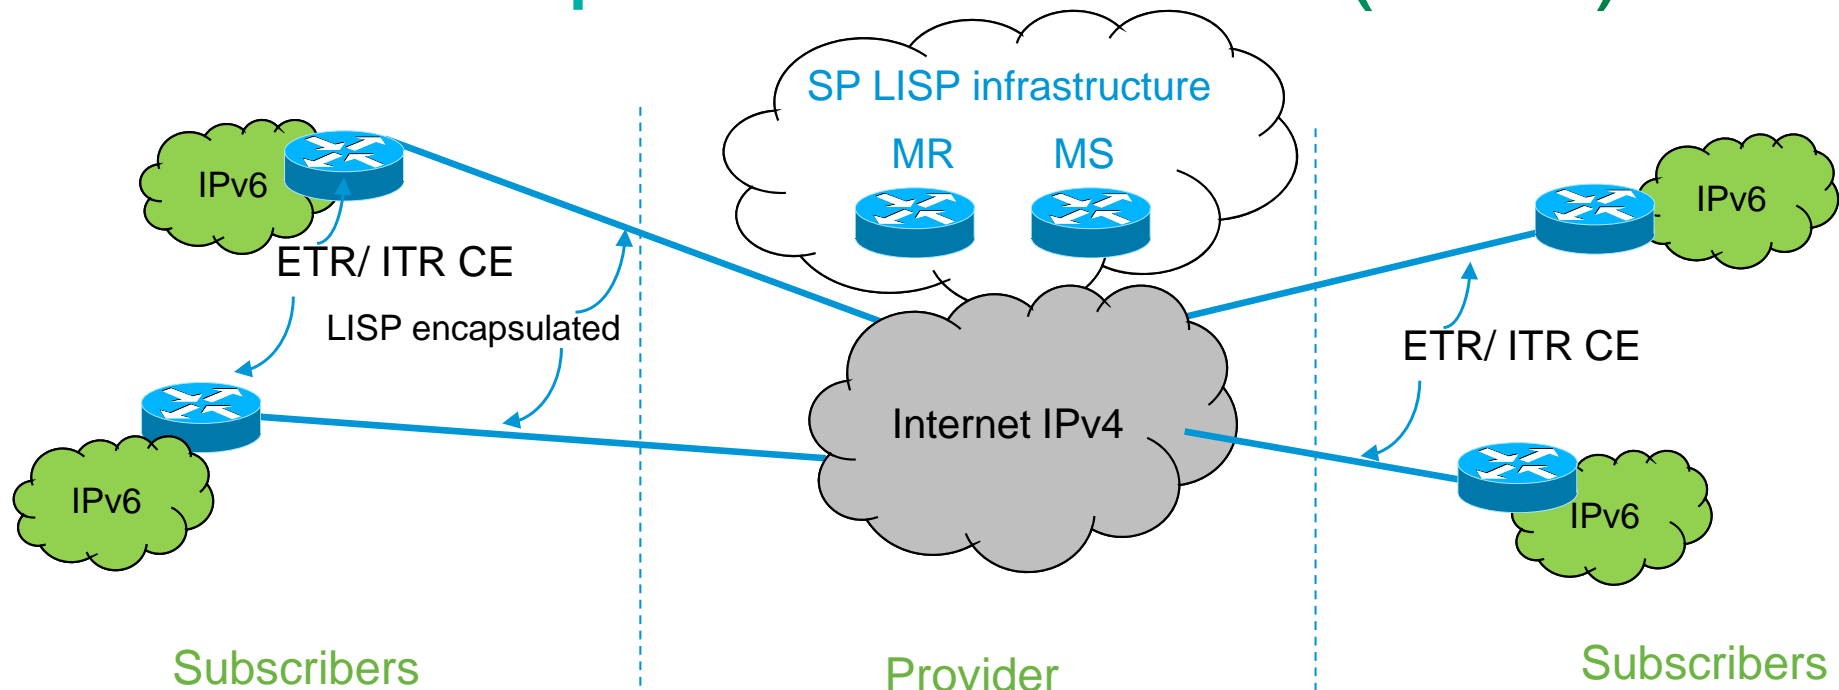 SP LISP infrastructure
MR
MS
IPv6
IPv6
ETR/ ITR CE
LISP encapsulated
ETR/ ITR CE
Internet IPv4
IPv6
IPv6
Subscribers
Provider
Subscribers